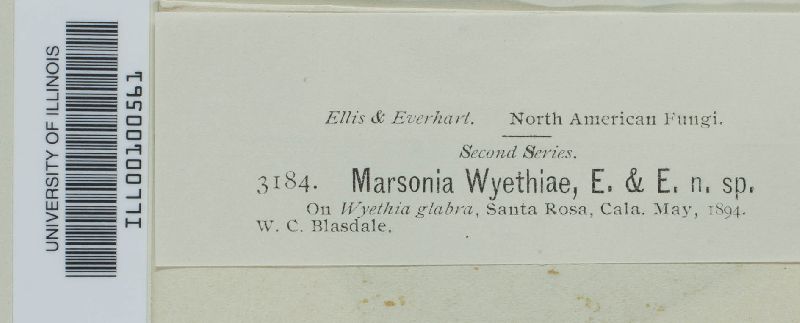 UNIVERSITY OF ILLINOIS
ILL00100561
Ellis & Everhart. North American Fungi.
Second Series.
3184. Marsonia Wyethiae, E. & E. n. sp.
On Wyethia glabra, Santa Rosa, Cala. May, 1894.
W. C. Blasdale.